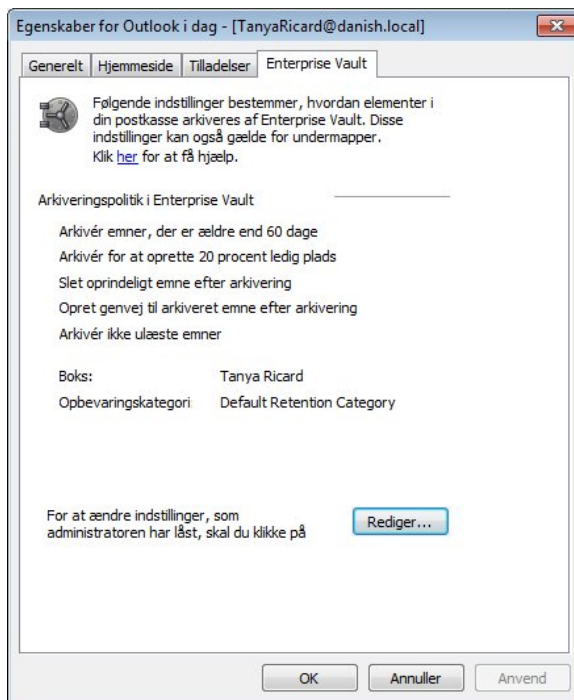 Egenskaber for Outlook i dag - [TanyaRicard@danish.local]
Generelt Hjemmeside Tilladelser Enterprise Vault
Følgende indstillinger bestemmer, hvordan elementer i
din postkasse arkiveres af Enterprise Vault. Disse
indstillinger kan også gælde for undermapper.
Klik her for at få hjælp.
Arkiveringspolitik i Enterprise Vault
Arkivér emner, der er ældre end 60 dage
Arkivér for at oprette 20 procent ledig plads
Slet oprindeligt emne efter arkivering
Opret genvej til arkiveret emne efter arkivering
Arkivér ikke ulæste emner
Boks: Tanya Ricard
Opbevaringskategori Default Retention Category
For at ændre indstillinger, som
administratoren har låst, skal du klikke på
Rediger...
OK Annuller Anvend